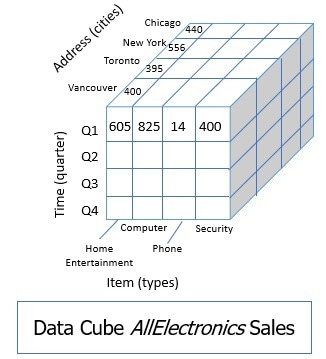 Address (cities)
Chicago
440
New York
556
Toronto
395
Vancouver
400
Time (quarter)
Q1 605 825 14 400
Q2
Q3
Q4
Computer Security
Home Entertainment
Phone
Item (types)
Data Cube AllElectronics Sales